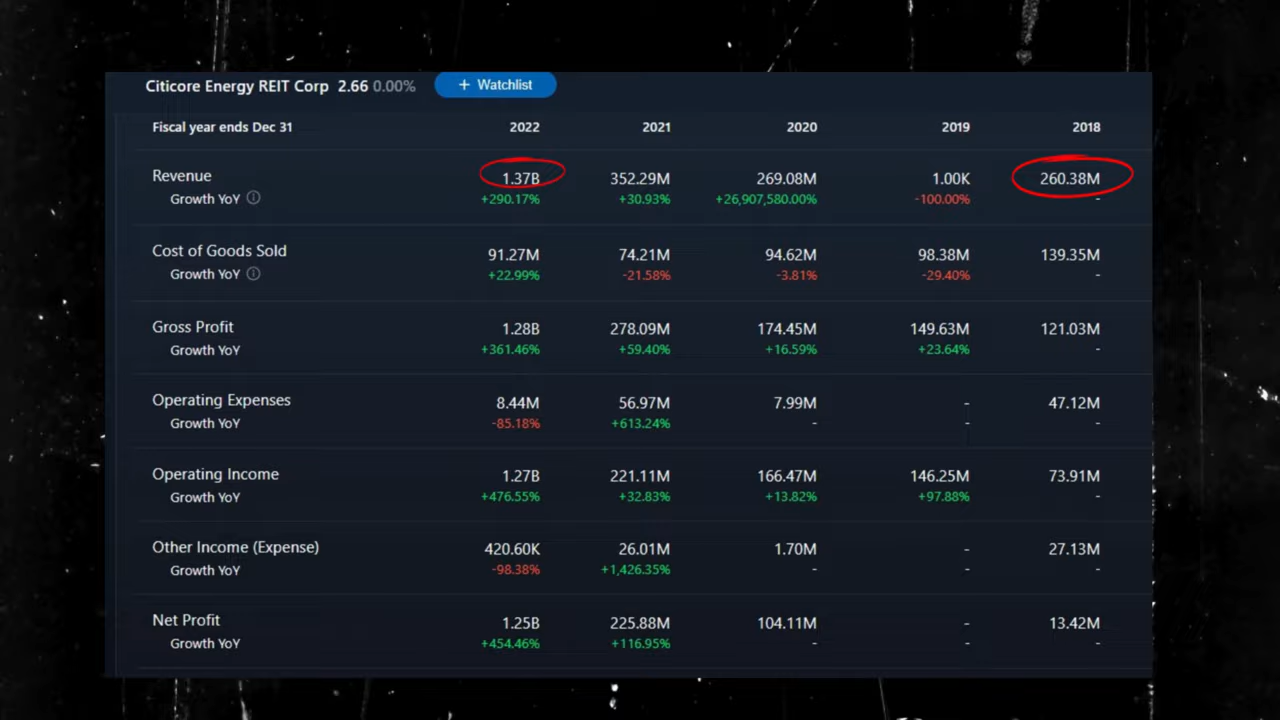 Citicore Energy REIT Corp 2.66 0.00% + Watchlist
Fiscal year ends Dec 31 2022 2021 2020 2019 2018
Revenue 1.37B 352.29M 269.08M 1.00K 260.38M
Growth YoY +290.17% +30.93% +26,907,580.00% -100.00% -
Cost of Goods Sold 91.27M 74.21M 94.62M 98.38M 139.35M
Growth YoY +22.99% -21.58% -3.81% -29.40% -
Gross Profit 1.28B 278.09M 174.45M 149.63M 121.03M
Growth YoY +361.46% +59.40% +16.59% +23.64% -
Operating Expenses 8.44M 56.97M 7.99M - 47.12M
Growth YoY -85.18% +613.24% - - -
Operating Income 1.27B 221.11M 166.47M 146.25M 73.91M
Growth YoY +476.55% +32.83% +13.82% +97.88% -
Other Income (Expense) 420.60K 26.01M 1.70M - 27.13M
Growth YoY -98.38% +1,426.35% - - -
Net Profit 1.25B 225.88M 104.11M - 13.42M
Growth YoY +454.46% +116.95% - - -